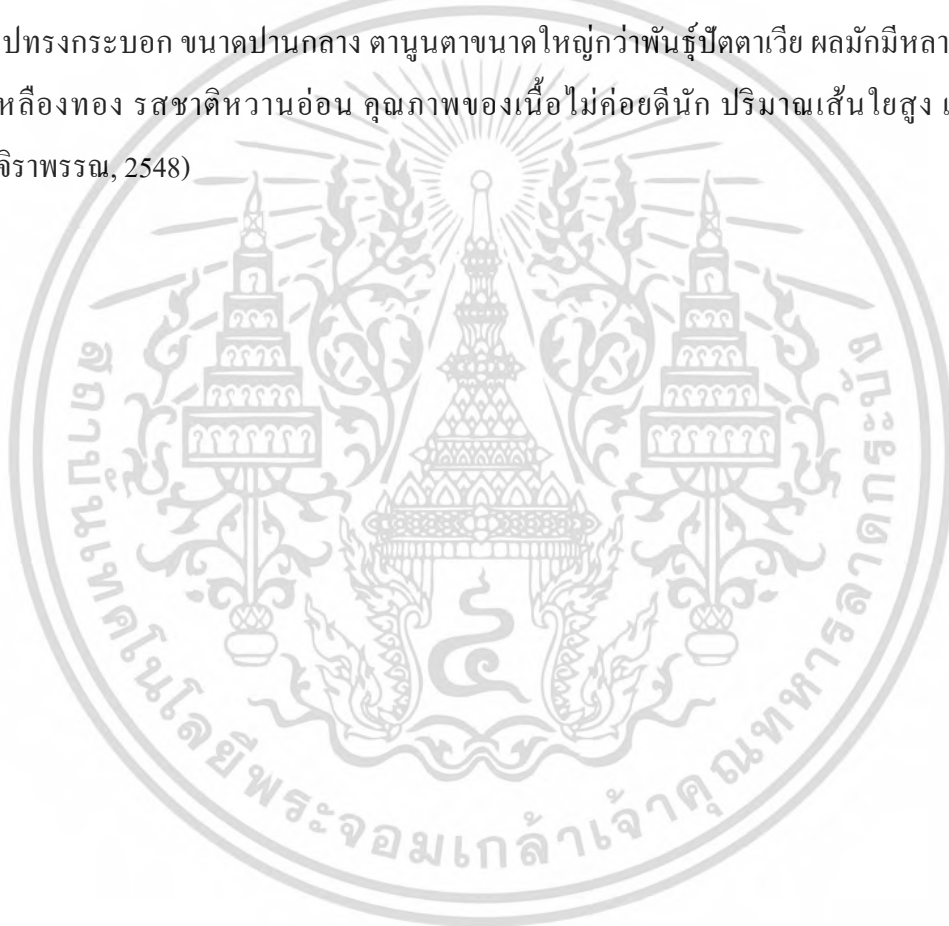 ปทรงกระบอก ขนาดปานกลาง ตานูนตาขนาดใหญ่กว่าพันธุ์ปัตตาเวีย ผลมักมีหลา
หลืองทอง รสชาติหวานอ่อน คุณภาพของเนื้อไม่ค่อยดีนัก ปริมาณเส้นใยสูง เ
จิราพรรณ, 2548)
สถาบันเทคโนโลยีพระจอมเกล้าเจ้าคุณทหารลาดกระบัง